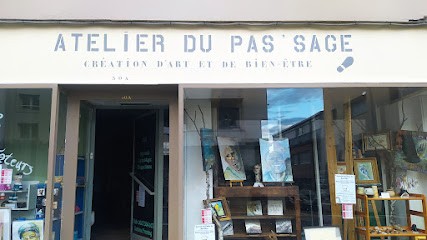 ATELIER DU PAS'SAGE
CRÉATION D'ART ET DE BIEN-ÊTRE